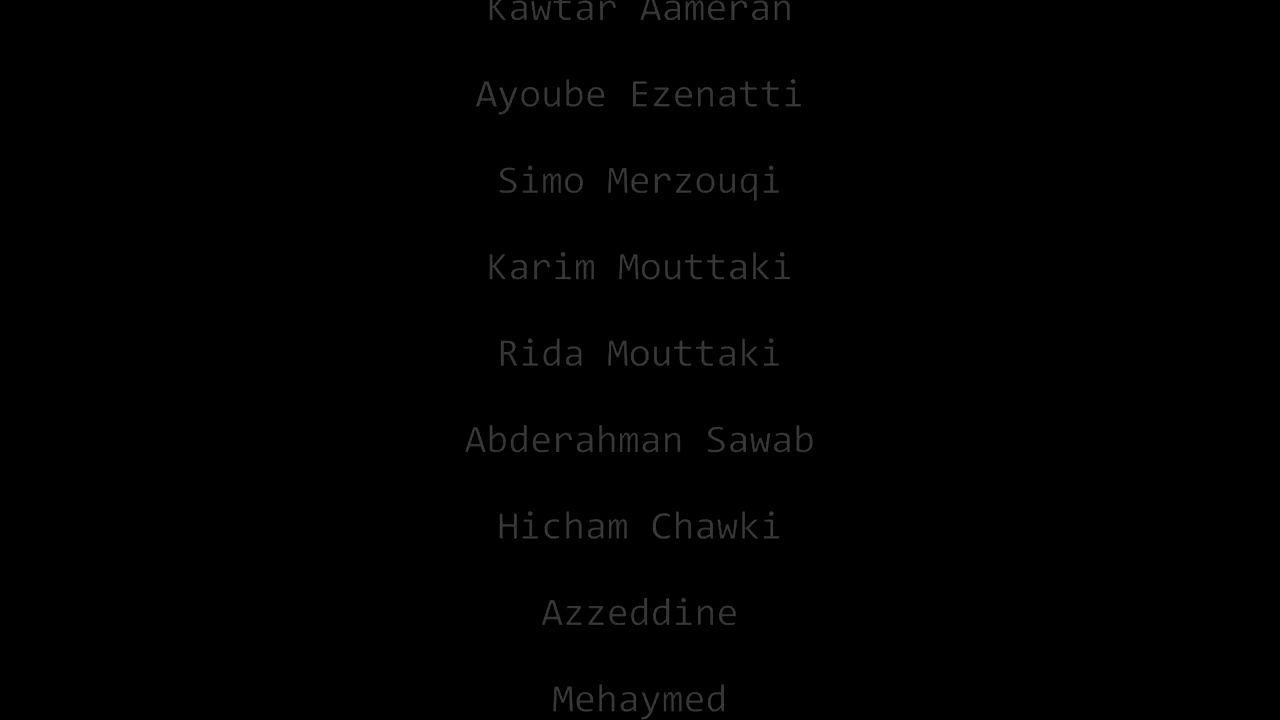 Kawtar Aameran
Ayoube Ezenatti
Simo Merzouqi
Karim Mouttaki
Rida Mouttaki
Abderahman Sawab
Hicham Chawki
Azzeddine
Mehaymed